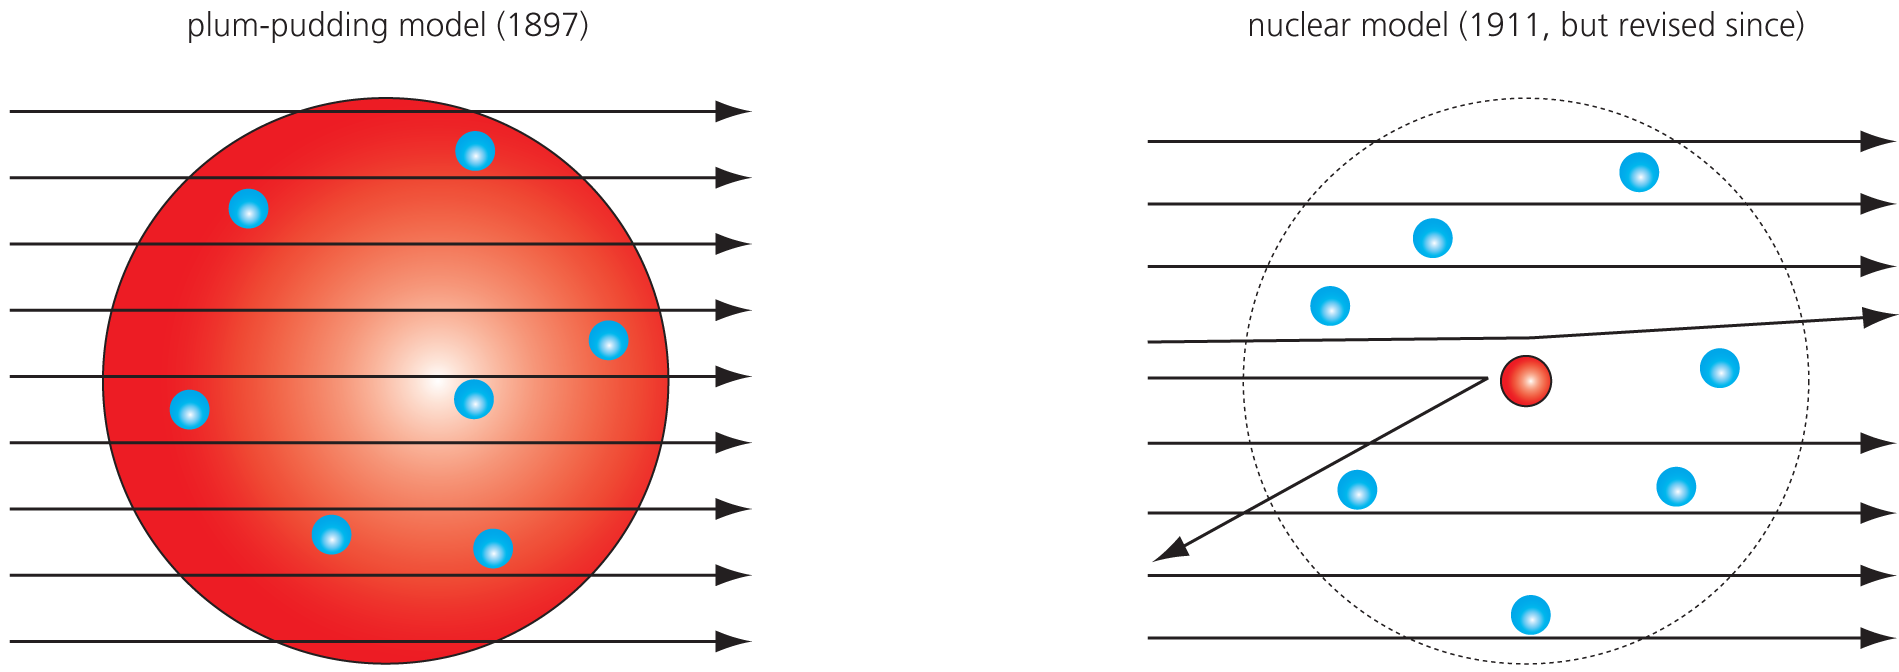 plum-pudding model (1897)
nuclear model (1911, but revised since)